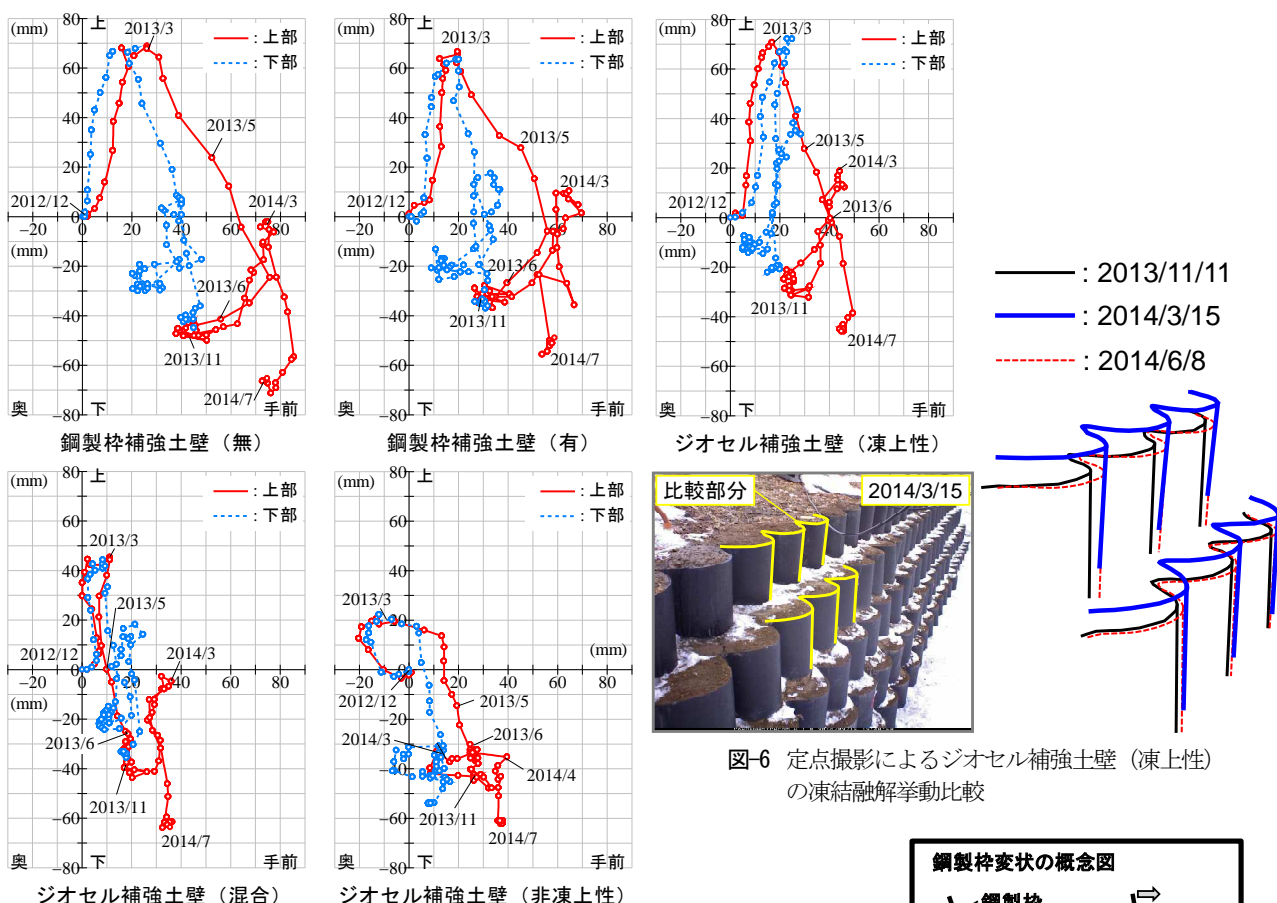 (mm)
上
80
60
40
20
0
−20
−40
−60
−80
−20
0
20
40
60
80
(mm)
: 上部
: 下部
2013/3
2013/5
2012/12
2014/3
2013/6
2013/11
2014/7
奥
下
手前
鋼製枠補強土壁（無）
(mm)
上
80
60
40
20
0
−20
−40
−60
−80
−20
0
20
40
60
80
(mm)
: 上部
: 下部
2013/3
2013/5
2012/12
2014/3
2013/6
2013/11
2014/7
奥
下
手前
鋼製枠補強土壁（有）
(mm)
上
80
60
40
20
0
−20
−40
−60
−80
−20
0
20
40
60
80
(mm)
: 上部
: 下部
2013/3
2013/5
2014/3
2012/12
2013/6
2013/11
2014/7
奥
下
手前
ジオセル補強土壁（凍上性）
: 2013/11/11
: 2014/3/15
: 2014/6/8
(mm)
上
80
60
40
20
0
−20
−40
−60
−80
−20
0
20
40
60
80
(mm)
: 上部
: 下部
2013/3
2013/5
2012/12
2014/3
2013/6
2013/11
2014/7
奥
下
手前
ジオセル補強土壁（混合）
(mm)
上
80
60
40
20
0
−20
−40
−60
−80
−20
0
20
40
60
80
(mm)
: 上部
: 下部
2013/3
2012/12
2013/5
2014/3
2013/6
2014/4
2013/11
2014/7
奥
下
手前
ジオセル補強土壁（非凍上性）
比較部分
2014/3/15
図-6 定点撮影によるジオセル補強土壁（凍上性）
の凍結融解挙動比較
鋼製枠変状の概念図
鋼製枠